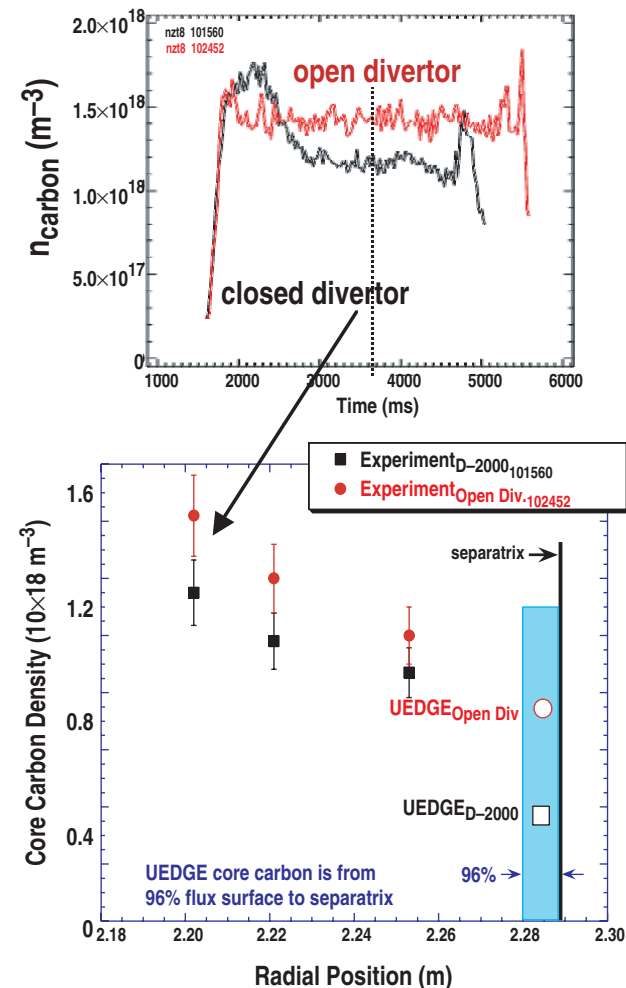 2.0×10¹⁸
nzt8 101560
nzt8 102452
open divertor
1.5×10¹⁸
n_carbon (m⁻³)
1.0×10¹⁸
5.0×10¹⁷
closed divertor
0
1000 2000 3000 4000 5000 6000
Time (ms)
Experiment_D–2000_101560
Experiment_Open Div._102452
1.6
separatrix
1.2
Core Carbon Density (10×18 m⁻³)
0.8
UEDGE_Open Div
UEDGE_D–2000
0.4
UEDGE core carbon is from
96% flux surface to separatrix
96%
0
2.18 2.20 2.22 2.24 2.26 2.28 2.30
Radial Position (m)